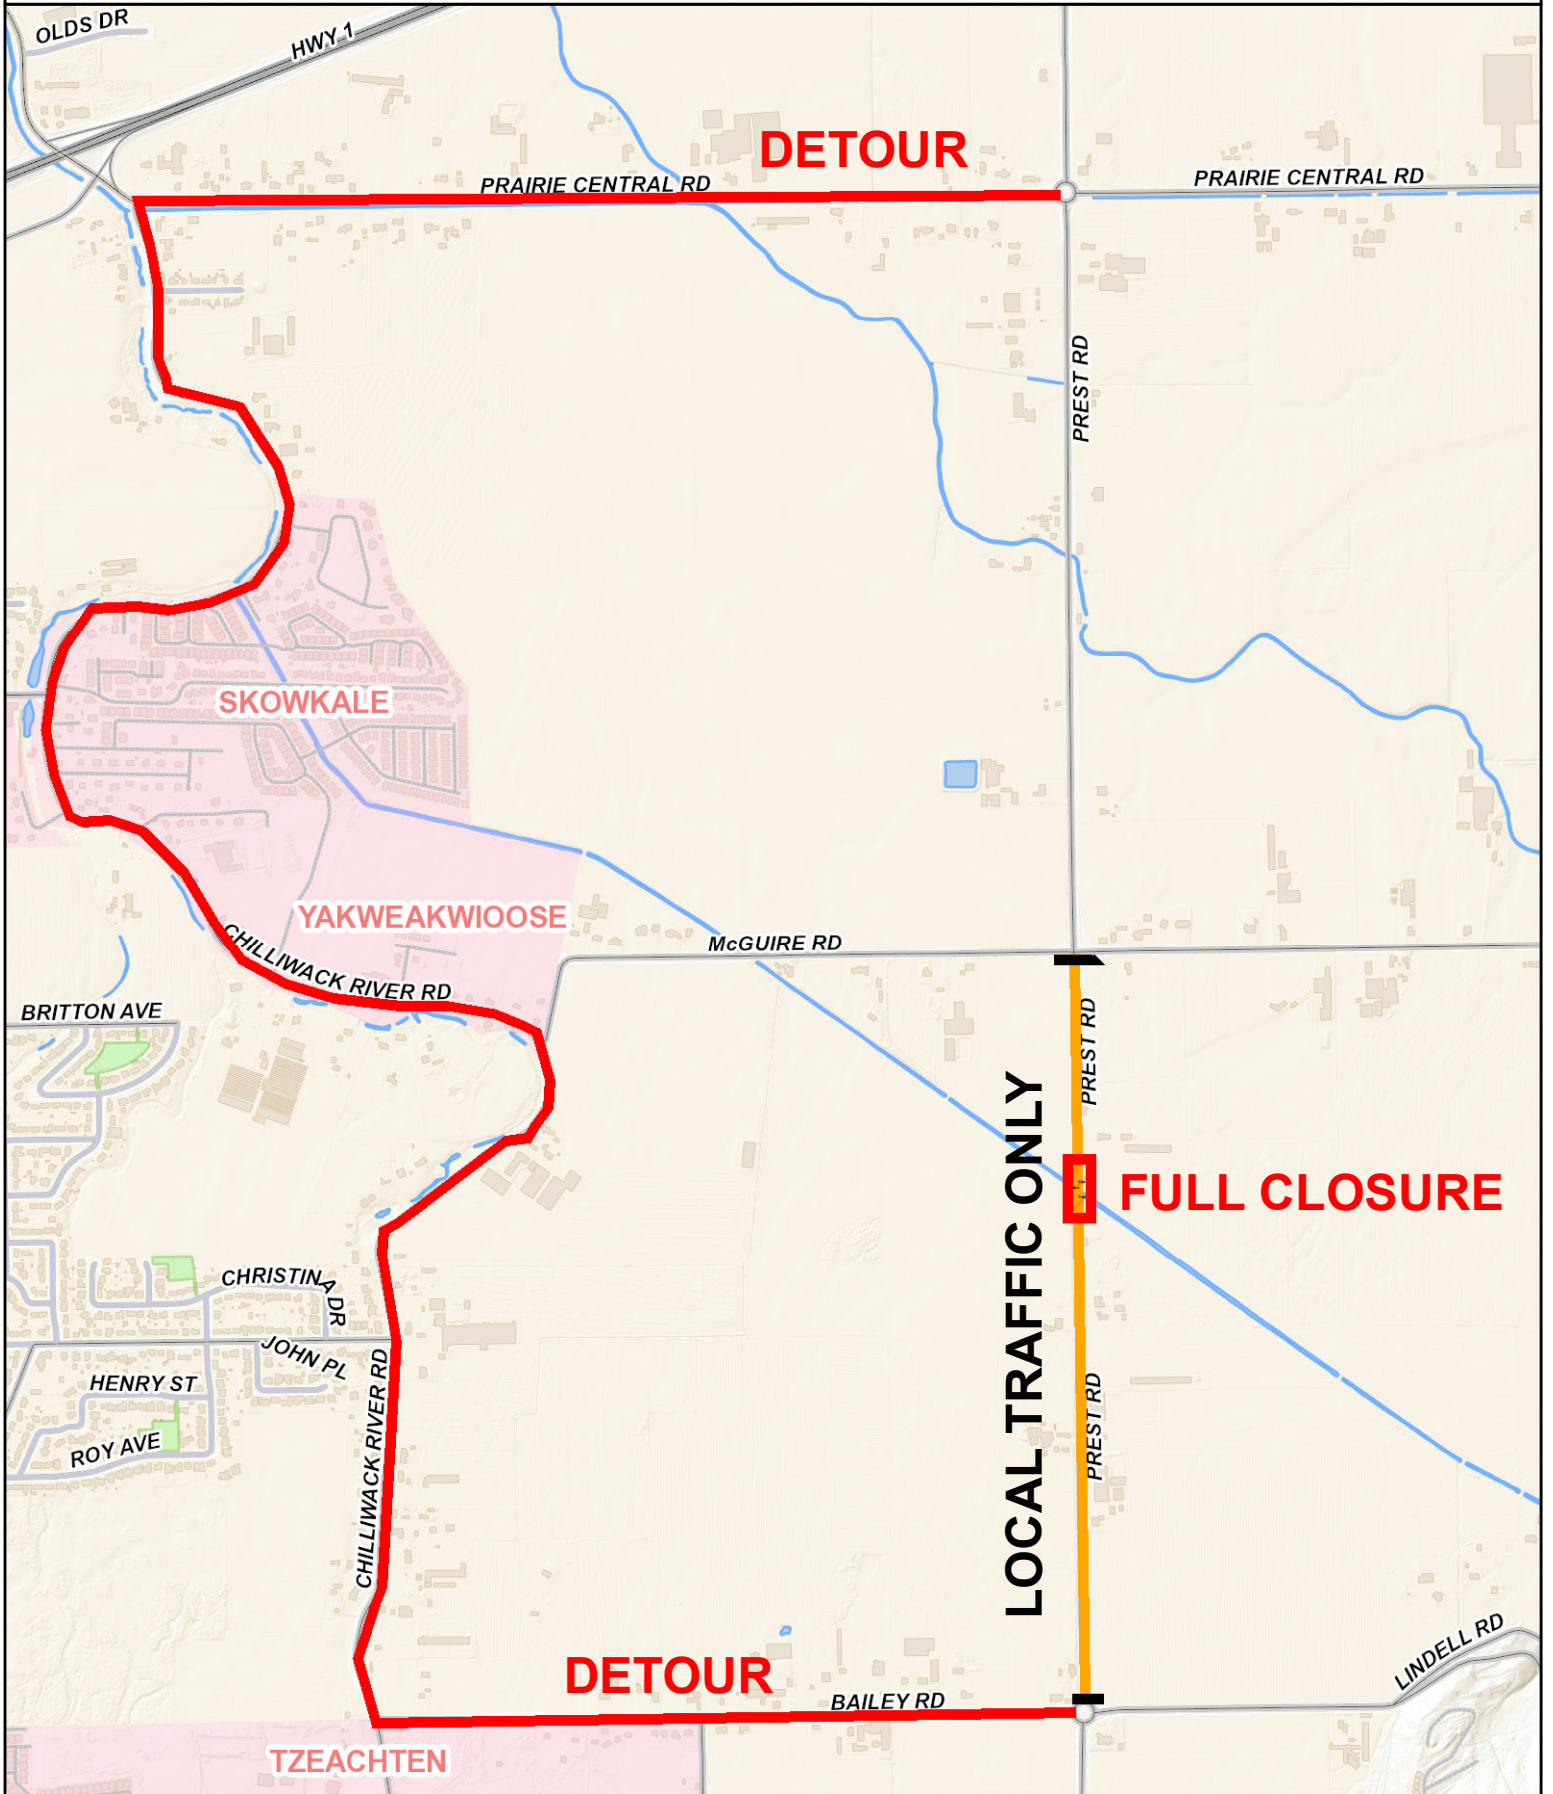 OLDS DR
HWY 1
DETOUR
PRAIRIE CENTRAL RD
PRAIRIE CENTRAL RD
PREST RD
SKOWKALE
YAKWEAKWIOOSE
McGUIRE RD
CHILLIWACK RIVER RD
BRITTON AVE
PREST RD
LOCAL TRAFFIC ONLY
FULL CLOSURE
CHRISTINA DR
JOHN PL
HENRY ST
CHILLIWACK RIVER RD
PREST RD
ROY AVE
LINDELL RD
DETOUR
BAILEY RD
TZEACHTEN